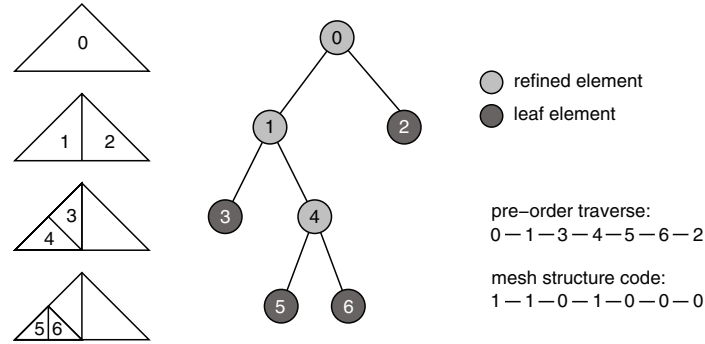 0
1 2
3
4
5 6
0
1 2
3 4
5 6
refined element
leaf element
pre−order traverse:
0 — 1 — 3 — 4 — 5 — 6 — 2
mesh structure code:
1 — 1 — 0 — 1 — 0 — 0 — 0